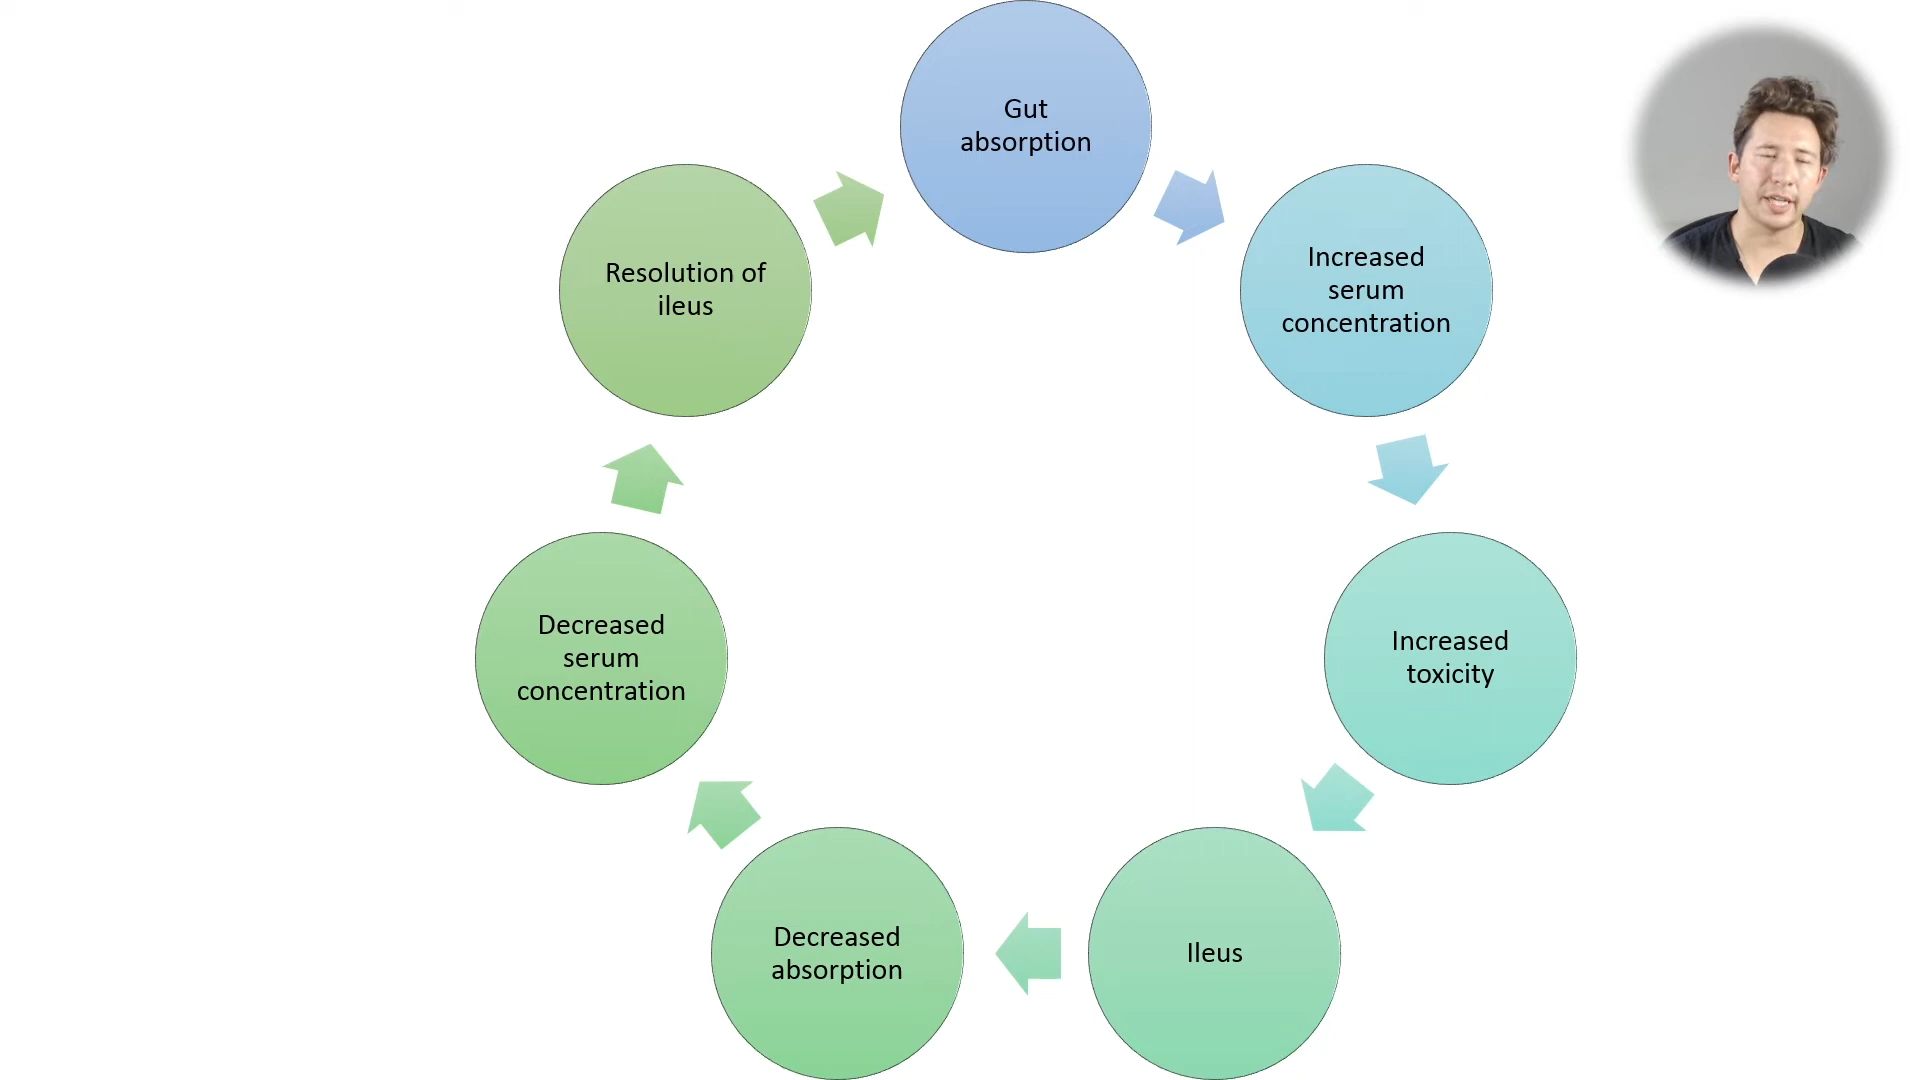 Gut
absorption
Increased
serum
concentration
Increased
toxicity
Ileus
Decreased
absorption
Decreased
serum
concentration
Resolution of
ileus